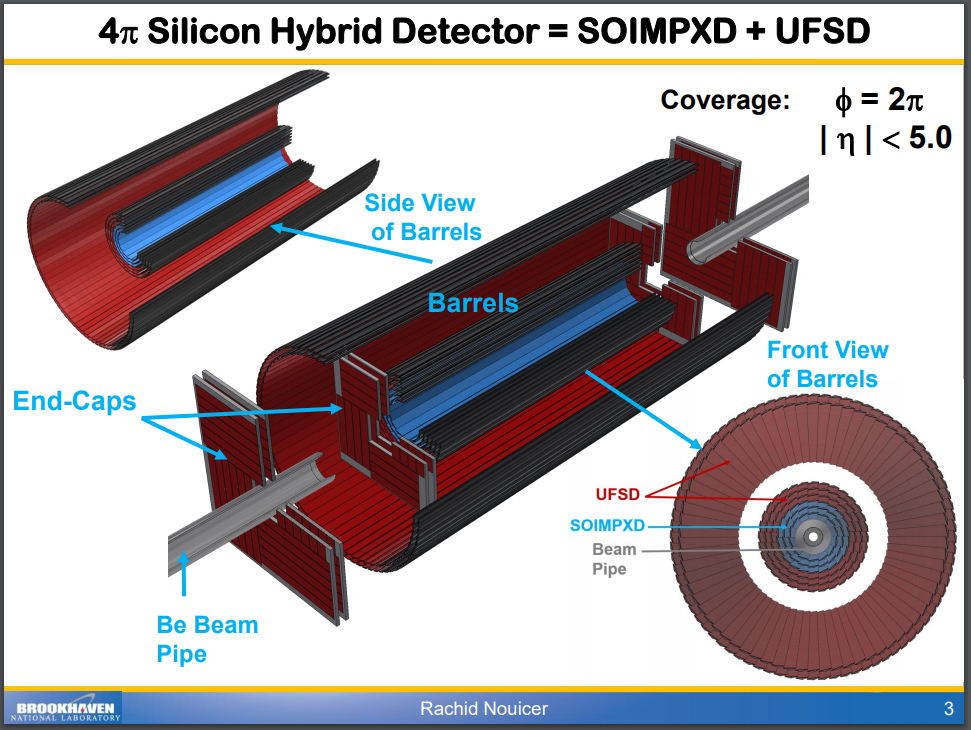 4π Silicon Hybrid Detector = SOIMPXD + UFSD
Coverage: ϕ = 2π
| η | < 5.0
Side View
of Barrels
Barrels
End-Caps
Front View
of Barrels
UFSD
SOIMPXD
Beam
Pipe
Be Beam
Pipe
BROOKHAVEN
NATIONAL LABORATORY
Rachid Nouicer
3